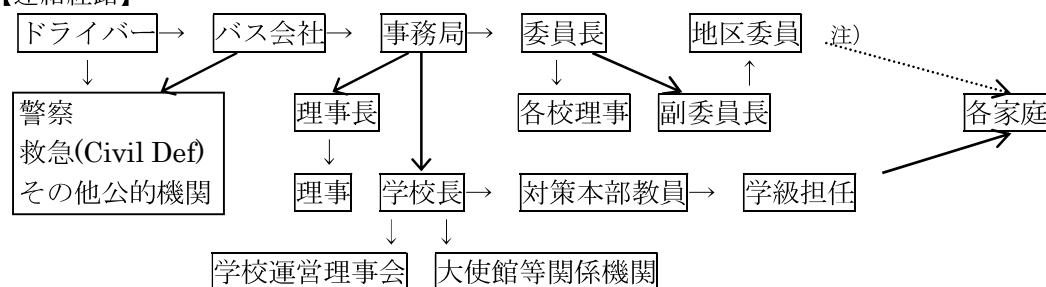 【連絡経路】
ドライバー→ バス会社→ 事務局→ 委員長 地区委員 注）
↓ ↓ ↑
警察 理事長 各校理事 副委員長 各家庭
救急(Civil Def) ↓
その他公的機関 理事 学校長→ 対策本部教員→ 学級担任
↓ ↓
学校運営理事会 大使館等関係機関